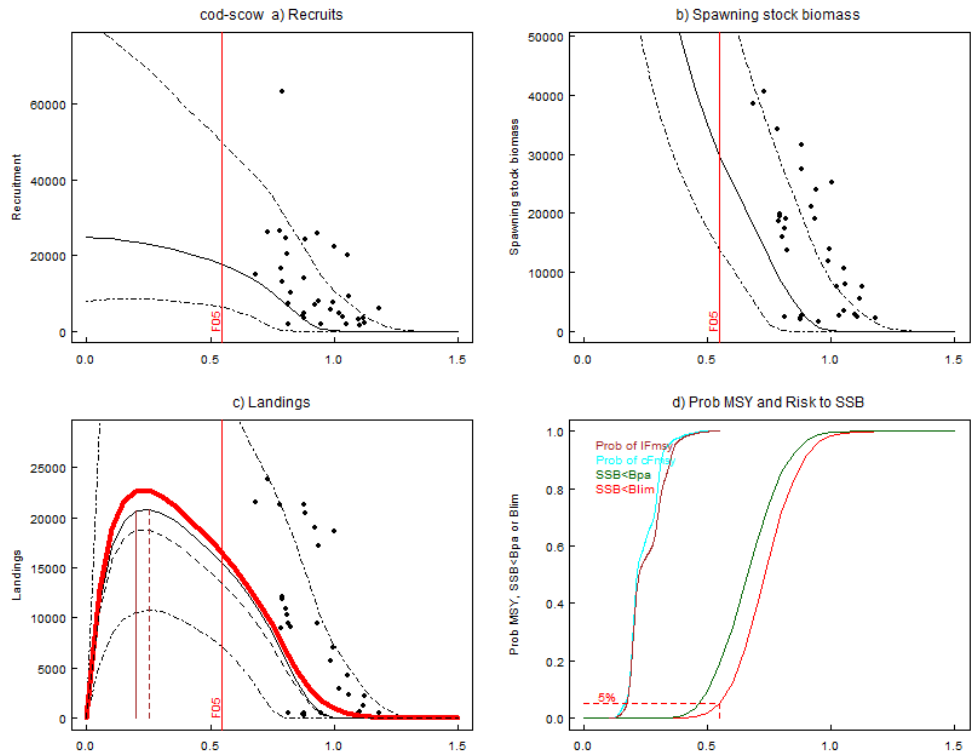 cod-scow a) Recruits
Recruitment
60000
40000
20000
0
F05
0.0 0.5 1.0 1.5
b) Spawning stock biomass
Spawning stock biomass
50000
40000
30000
20000
10000
0
F05
0.0 0.5 1.0 1.5
c) Landings
Landings
25000
20000
15000
10000
5000
0
F05
0.0 0.5 1.0 1.5
d) Prob MSY and Risk to SSB
Prob MSY, SSB<Bpa or Blim
1.0
0.8
0.6
0.4
0.2
0.0
Prob of lFmsy
Prob of cFmsy
SSB<Bpa
SSB<Blim
5%
0.0 0.5 1.0 1.5